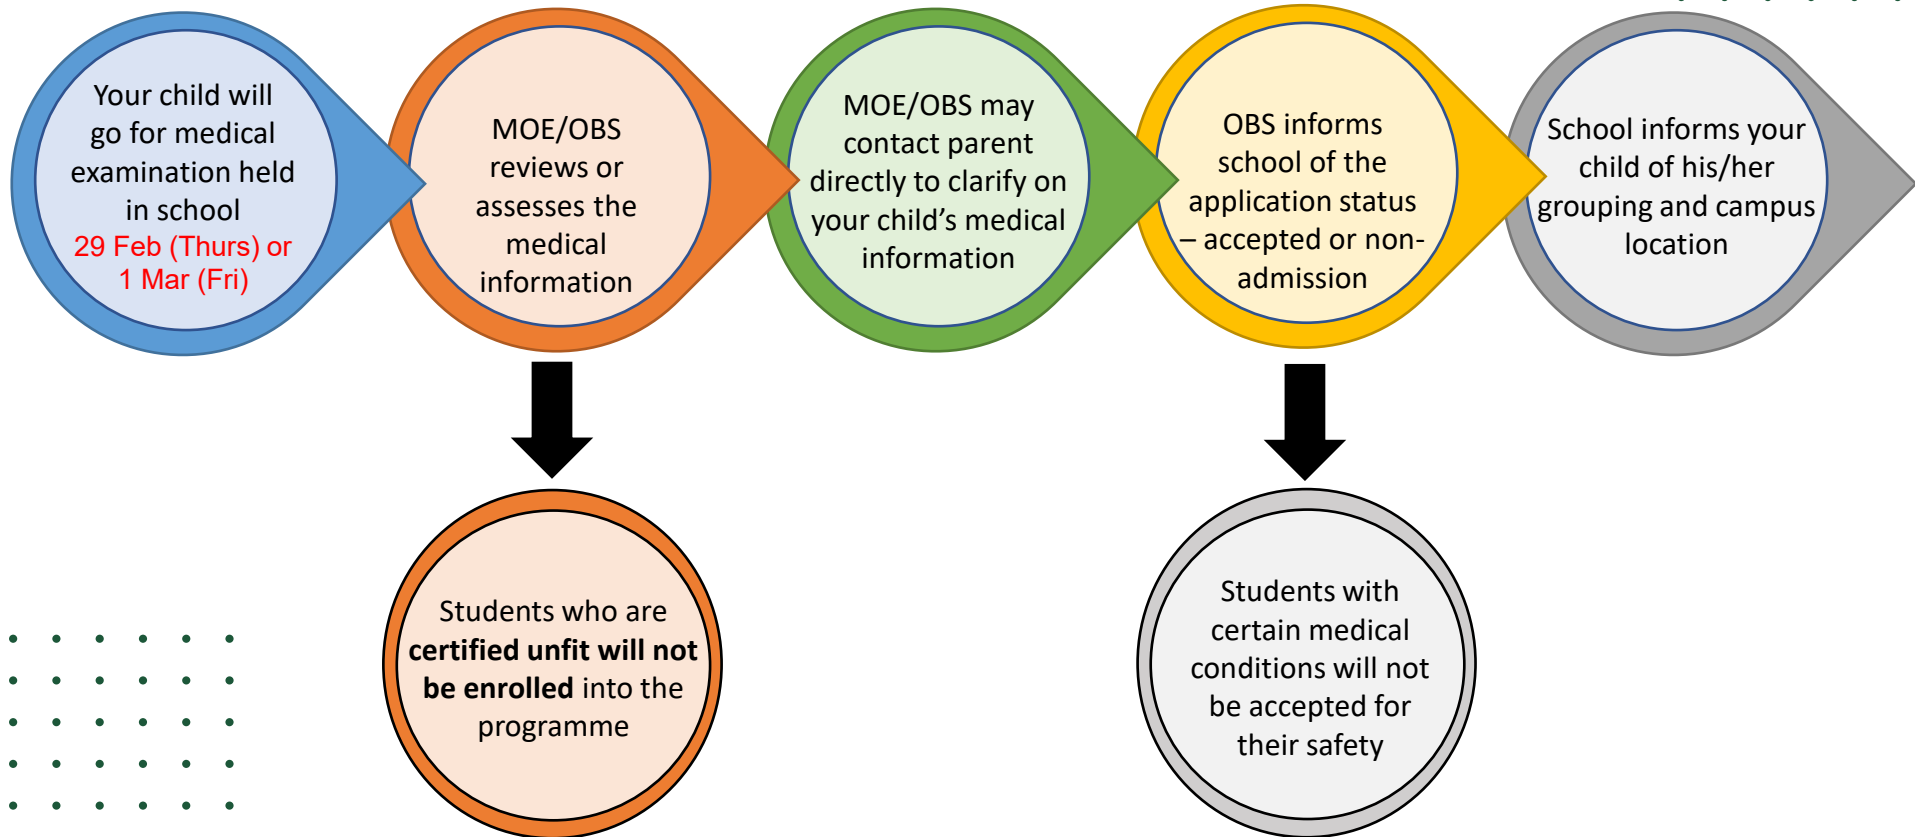 Your child will
go for medical
examination held
in school
29 Feb (Thurs) or
1 Mar (Fri)
MOE/OBS
reviews or
assesses the
medical
information
MOE/OBS may
contact parent
directly to clarify on
your child’s medical
information
OBS informs
school of the
application status
– accepted or non-
admission
School informs your
child of his/her
grouping and campus
location
Students who are
certified unfit will not
be enrolled into the
programme
Students with
certain medical
conditions will not
be accepted for
their safety